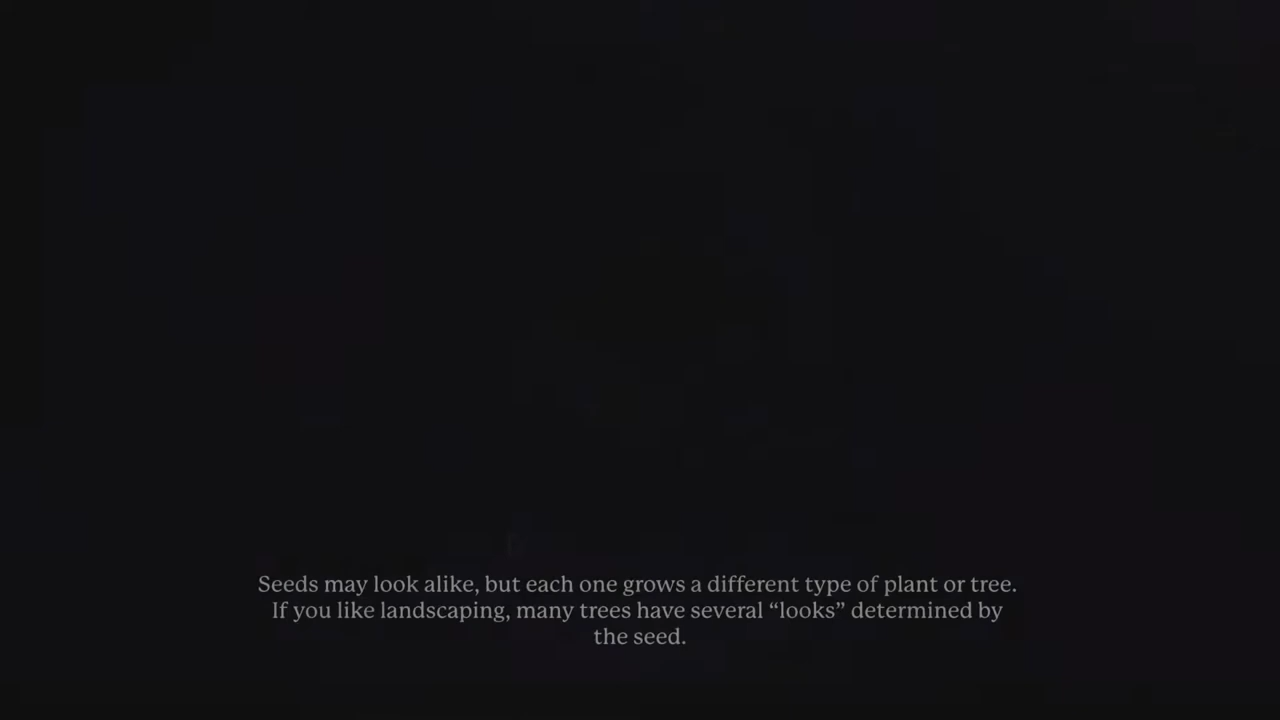 Seeds may look alike, but each one grows a different type of plant or tree.
If you like landscaping, many trees have several “looks” determined by
the seed.